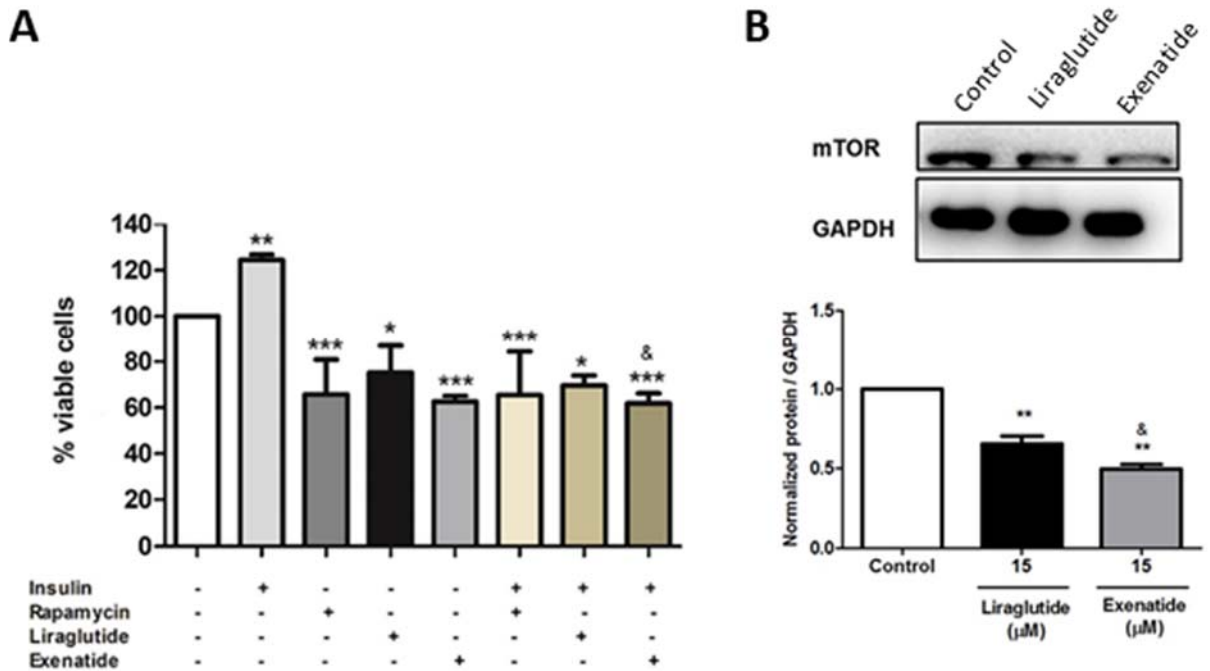 A
140
120
100
80
60
40
20
0
% viable cells
**
***
*
***
***
*
&
***
Insulin - + - - - + + +
Rapamycin - - + - - + - -
Liraglutide - - - + - - + -
Exenatide - - - - + - - +
B
Control Liraglutide Exenatide
mTOR
GAPDH
1.5
1.0
0.5
0.0
Normalized protein / GAPDH
**
&
**
Control 15 15
Liraglutide Exenatide
(µM) (µM)